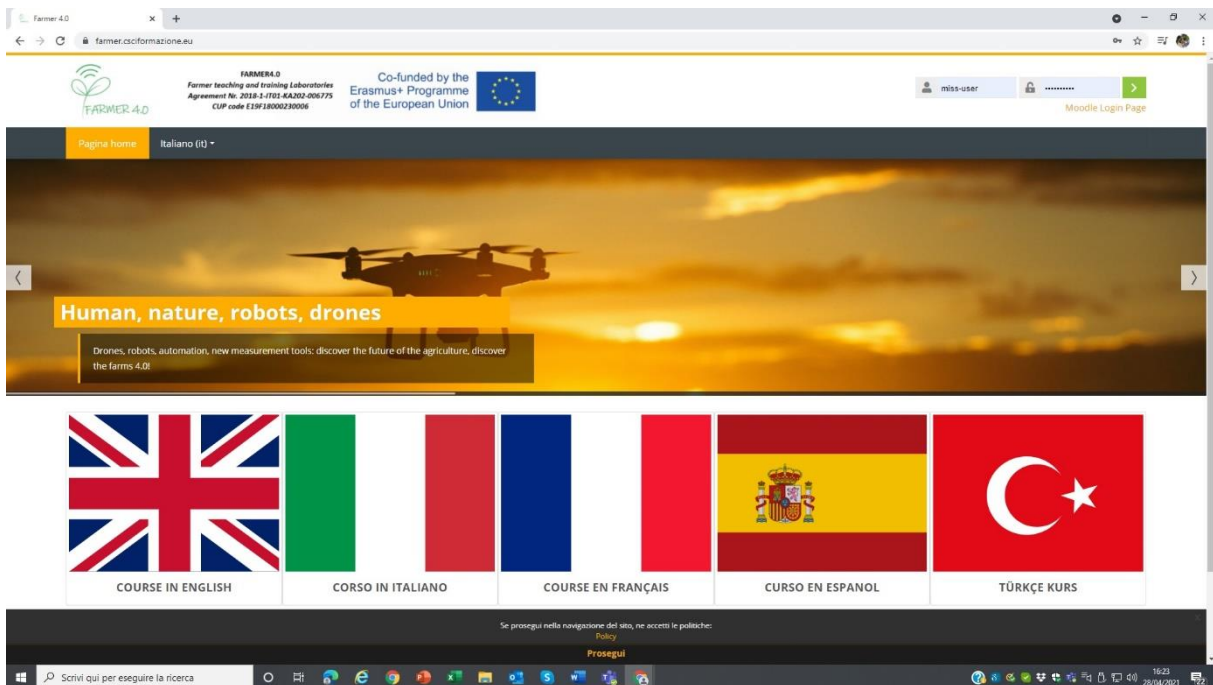 Farmer 4.0
farmer.csciformazione.eu
FARMER 4.0
FARMER4.0
Farmer teaching and training Laboratories
Agreement Nr. 2018-1-IT01-KA202-006775
CUP code E19F18000230006
Co-funded by the
Erasmus+ Programme
of the European Union
miss-user
Moodle Login Page
Pagina home
Italiano (it)
Human, nature, robots, drones
Drones, robots, automation, new measurement tools: discover the future of the agriculture, discover
the farms 4.0!
COURSE IN ENGLISH
CORSO IN ITALIANO
COURSE EN FRANÇAIS
CURSO EN ESPANOL
TÜRKÇE KURS
Se prosegui nella navigazione del sito, ne accetti le politiche:
Policy
Prosegui
Scrivi qui per eseguire la ricerca
16:23
28/04/2021
22